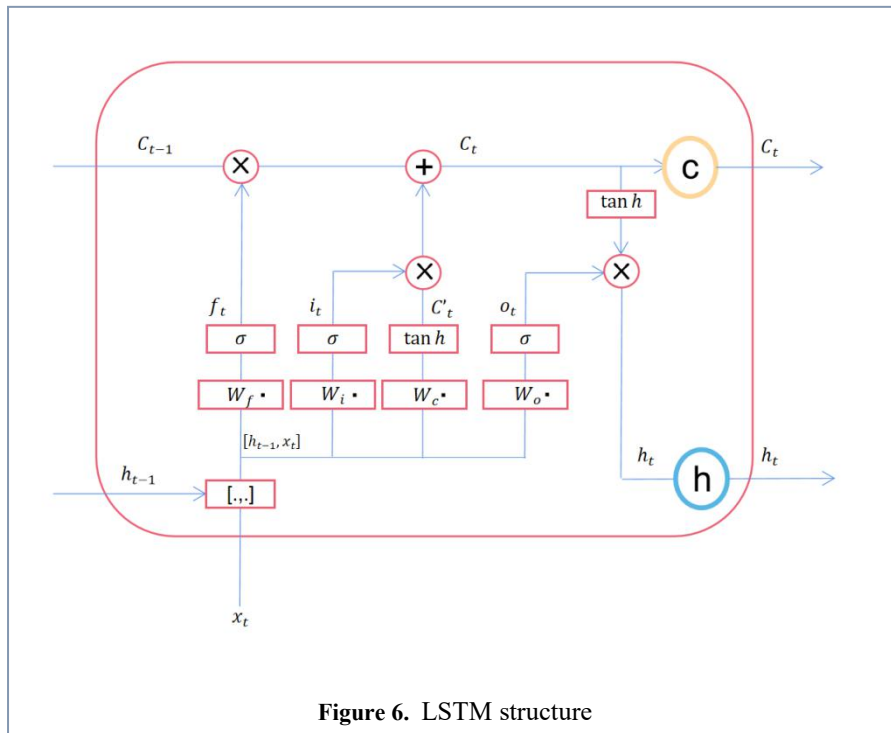 C_{t−1} × + C_t c C_t
tan h
× ×
f_t i_t C'_t o_t
σ σ tan h σ
W_f · W_i · W_c · W_o ·
[h_{t−1}, x_t]
h_{t−1} [.,.] h_t h h_t
x_t
Figure 6. LSTM structure